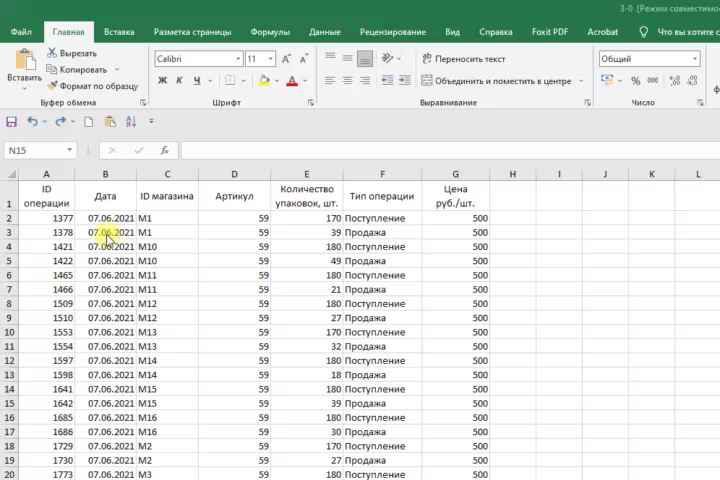 3-0 [Режим совместимос
Файл Главная Вставка Разметка страницы Формулы Данные Рецензирование Вид Справка Foxit PDF Acrobat Что вы хотите с
Вставить
Вырезать
Копировать
Формат по образцу
Буфер обмена
Calibri 11
Ж К Ч
Шрифт
Переносить текст
Объединить и поместить в центре
Выравнивание
Общий
% 000
Число
N15 fx
A B C D E F G H I J K L
1 ID операции Дата ID магазина Артикул Количество упаковок, шт. Тип операции Цена руб./шт.
2 1377 07.06.2021 M1 59 170 Поступление 500
3 1378 07.06.2021 M1 59 39 Продажа 500
4 1421 07.06.2021 M10 59 180 Поступление 500
5 1422 07.06.2021 M10 59 49 Продажа 500
6 1465 07.06.2021 M11 59 180 Поступление 500
7 1466 07.06.2021 M11 59 21 Продажа 500
8 1509 07.06.2021 M12 59 180 Поступление 500
9 1510 07.06.2021 M12 59 27 Продажа 500
10 1553 07.06.2021 M13 59 170 Поступление 500
11 1554 07.06.2021 M13 59 32 Продажа 500
12 1597 07.06.2021 M14 59 180 Поступление 500
13 1598 07.06.2021 M14 59 18 Продажа 500
14 1641 07.06.2021 M15 59 180 Поступление 500
15 1642 07.06.2021 M15 59 39 Продажа 500
16 1685 07.06.2021 M16 59 180 Поступление 500
17 1686 07.06.2021 M16 59 30 Продажа 500
18 1729 07.06.2021 M2 59 170 Поступление 500
19 1730 07.06.2021 M2 59 27 Продажа 500
20 1773 07.06.2021 M3 59 180 Поступление 500